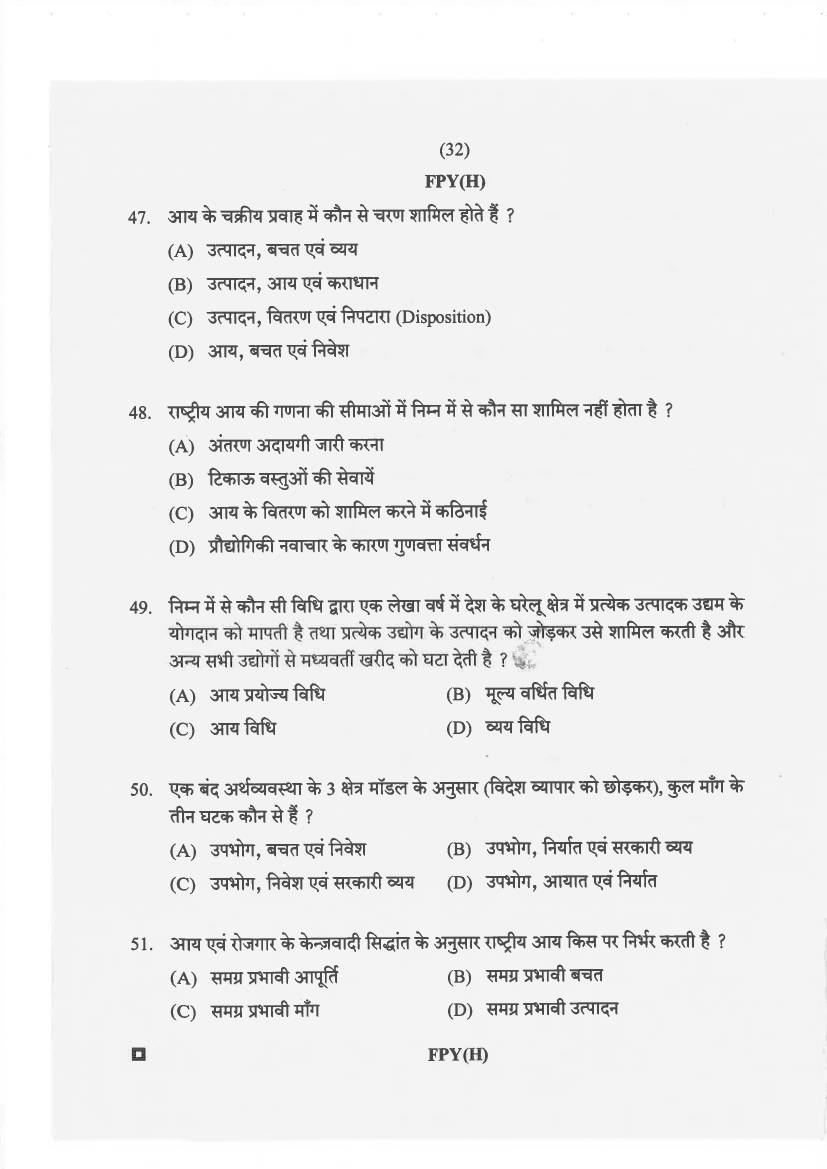 (32)
FPY(H)
47. आय के चक्रीय प्रवाह में कौन से चरण शामिल होते हैं ?
(A) उत्पादन, बचत एवं व्यय
(B) उत्पादन, आय एवं कराधान
(C) उत्पादन, वितरण एवं निपटारा (Disposition)
(D) आय, बचत एवं निवेश
48. राष्ट्रीय आय की गणना की सीमाओं में निम्न में से कौन सा शामिल नहीं होता है ?
(A) अंतरण अदायगी जारी करना
(B) टिकाऊ वस्तुओं की सेवायें
(C) आय के वितरण को शामिल करने में कठिनाई
(D) प्रौद्योगिकी नवाचार के कारण गुणवत्ता संवर्धन
49. निम्न में से कौन सी विधि द्वारा एक लेखा वर्ष में देश के घरेलू क्षेत्र में प्रत्येक उत्पादक उद्यम के
योगदान को मापती है तथा प्रत्येक उद्योग के उत्पादन को जोड़कर उसे शामिल करती है और
अन्य सभी उद्योगों से मध्यवर्ती खरीद को घटा देती है ?
(A) आय प्रयोज्य विधि (B) मूल्य वर्धित विधि
(C) आय विधि (D) व्यय विधि
50. एक बंद अर्थव्यवस्था के 3 क्षेत्र मॉडल के अनुसार (विदेश व्यापार को छोड़कर), कुल माँग के
तीन घटक कौन से हैं ?
(A) उपभोग, बचत एवं निवेश (B) उपभोग, निर्यात एवं सरकारी व्यय
(C) उपभोग, निवेश एवं सरकारी व्यय (D) उपभोग, आयात एवं निर्यात
51. आय एवं रोजगार के केन्ज़वादी सिद्धांत के अनुसार राष्ट्रीय आय किस पर निर्भर करती है ?
(A) समग्र प्रभावी आपूर्ति (B) समग्र प्रभावी बचत
(C) समग्र प्रभावी माँग (D) समग्र प्रभावी उत्पादन
FPY(H)